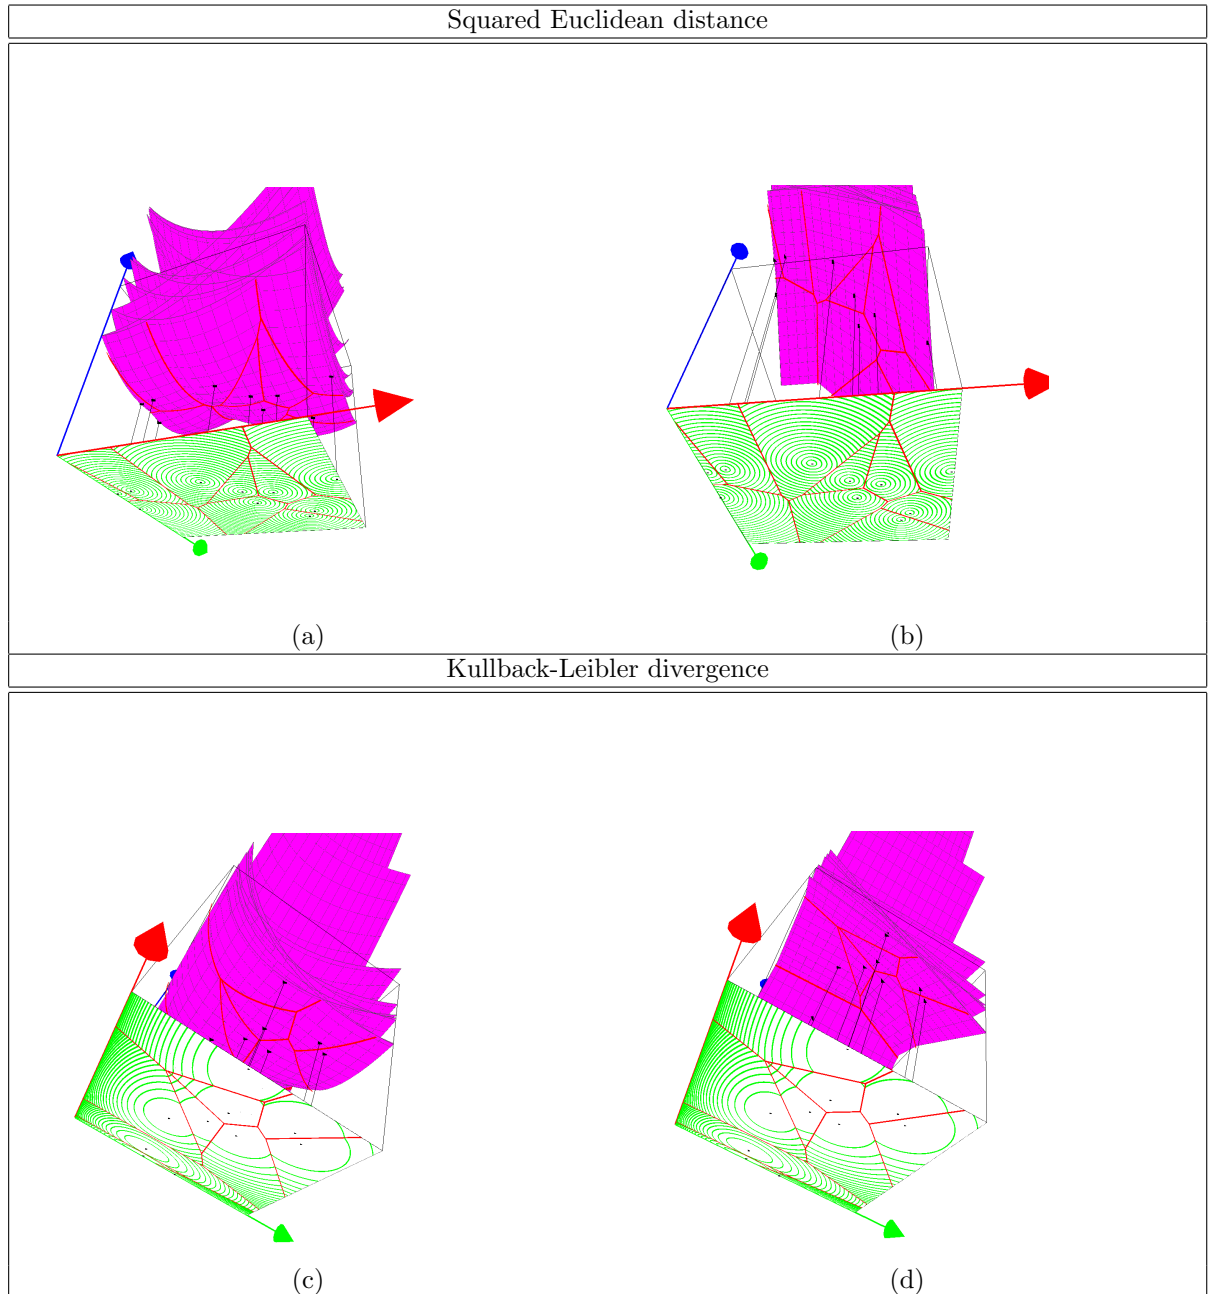 Squared Euclidean distance
(a)
(b)
Kullback-Leibler divergence
(c)
(d)